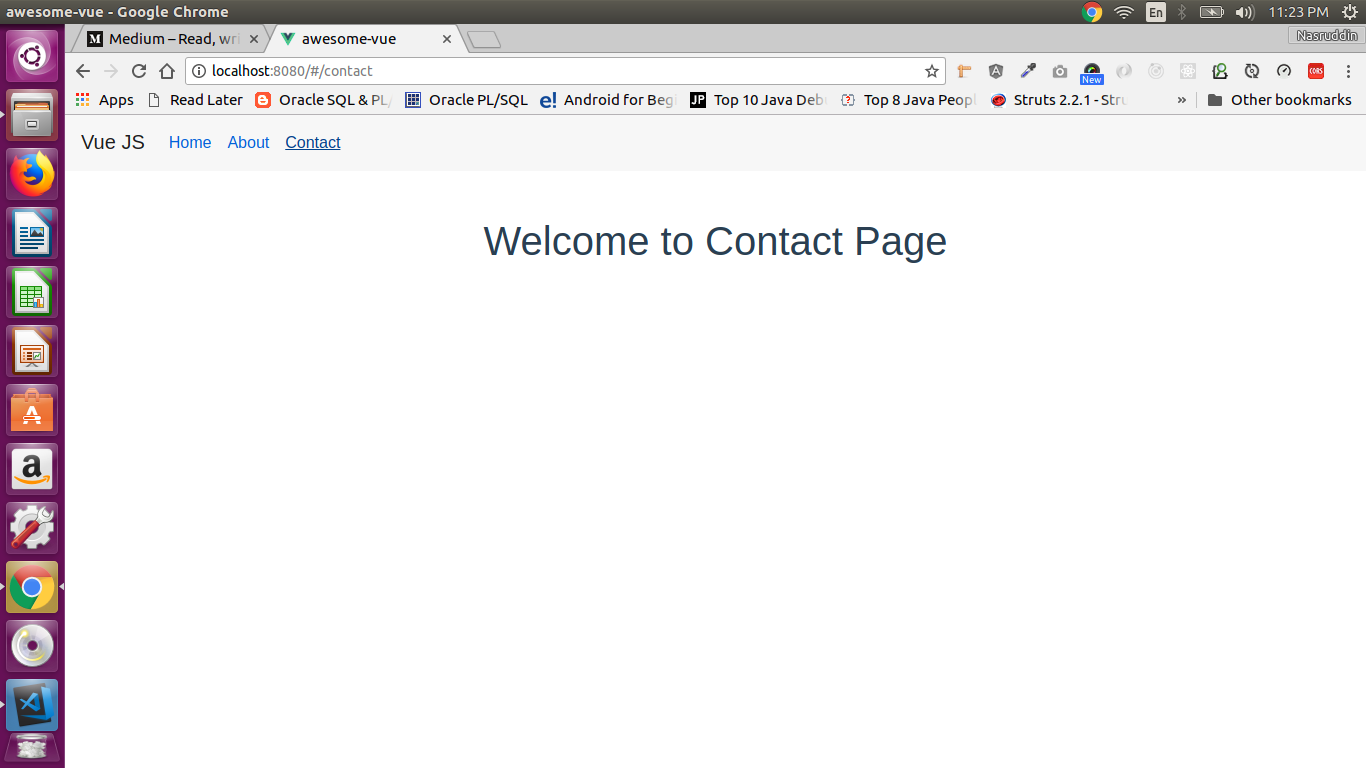 awesome-vue - Google Chrome
En
11:23 PM
Medium – Read, wri
awesome-vue
Nasruddin
localhost:8080/#/contact
New
CORS
Apps
Read Later
Oracle SQL & PL/
Oracle PL/SQL
e!
Android for Begi
JP
Top 10 Java Deb
Top 8 Java Peopl
Struts 2.2.1 - Stru
»
Other bookmarks
Vue JS
Home
About
Contact
Welcome to Contact Page